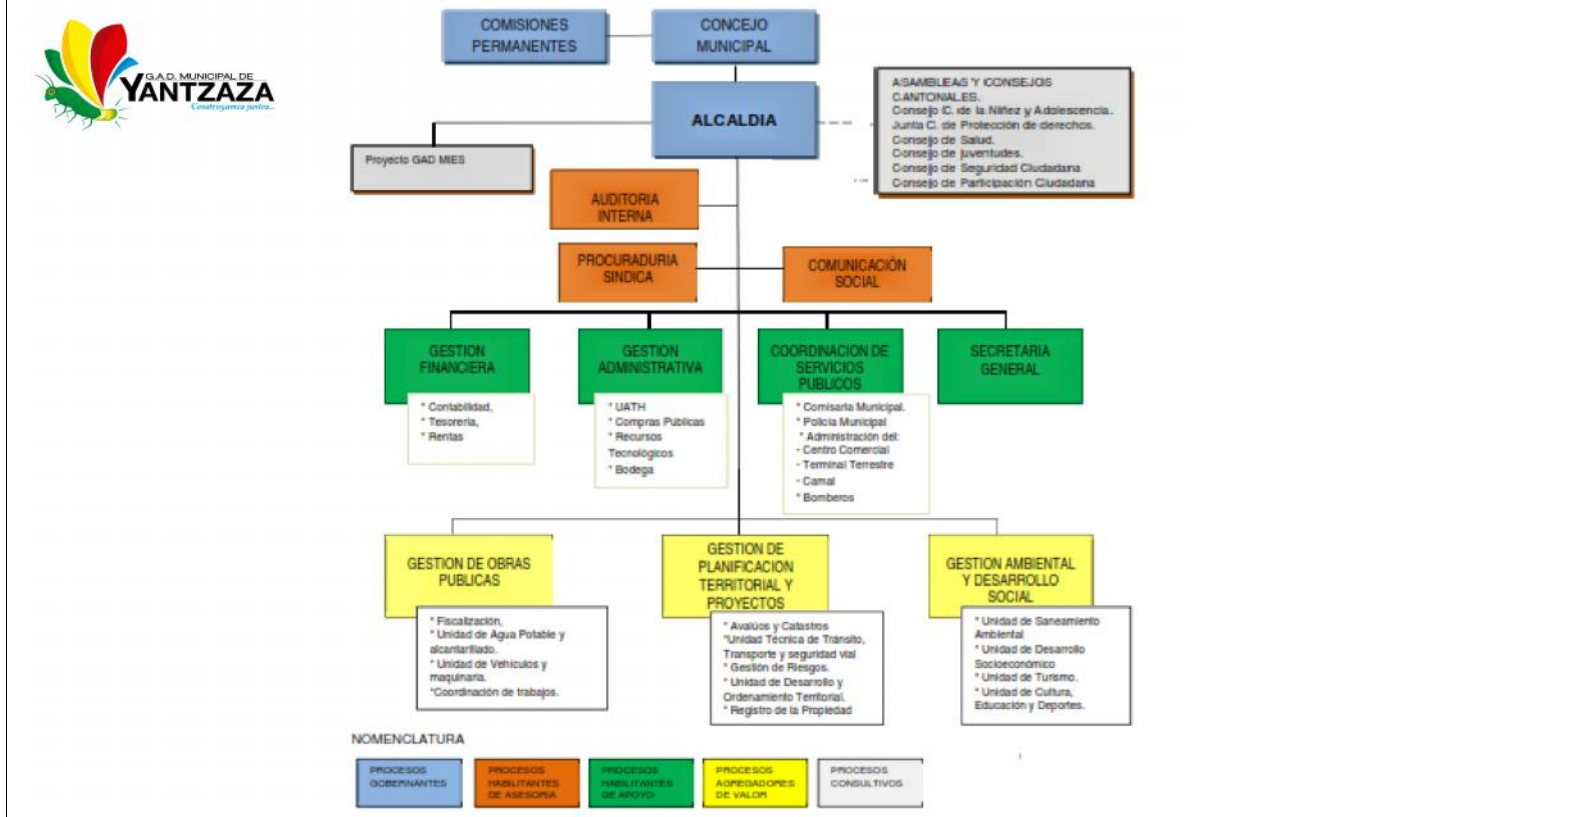 COMISIONES
PERMANENTES
CONCEJO
MUNICIPAL
G.A.D. MUNICIPAL DE
YANTZAZA
Construyamos juntos...
ALCALDIA
ASAMBLEAS Y CONSEJOS
CANTONALES.
Consejo C. de la Niñez y Adolescencia.
Junta C. de Protección de derechos.
Consejo de Salud.
Consejo de juventudes.
Consejo de Seguridad Ciudadana
Consejo de Participación Ciudadana
Proyecto GAD MIES
AUDITORIA
INTERNA
PROCURADURIA
SINDICA
COMUNICACIÓN
SOCIAL
GESTION
FINANCIERA
* Contabilidad,
* Tesorería,
* Rentas
GESTION
ADMINISTRATIVA
* UATH
* Compras Públicas
* Recursos
Tecnológicos
* Bodega
COORDINACION DE
SERVICIOS
PUBLICOS
* Comisaría Municipal.
* Policía Municipal
* Administración del:
- Centro Comercial
- Terminal Terrestre
- Camal
* Bomberos
SECRETARIA
GENERAL
GESTION DE OBRAS
PUBLICAS
* Fiscalización,
* Unidad de Agua Potable y
alcantarillado.
* Unidad de Vehículos y
maquinaria.
*Coordinación de trabajos.
GESTION DE
PLANIFICACION
TERRITORIAL Y
PROYECTOS
* Avalúos y Catastros
*Unidad Técnica de Tránsito,
Transporte y seguridad vial
* Gestión de Riesgos.
* Unidad de Desarrollo y
Ordenamiento Territorial.
* Registro de la Propiedad
GESTION AMBIENTAL
Y DESARROLLO
SOCIAL
* Unidad de Saneamiento
Ambiental
* Unidad de Desarrollo
Socioeconómico
* Unidad de Turismo.
* Unidad de Cultura,
Educación y Deportes.
NOMENCLATURA
PROCESOS
GOBERNANTES
PROCESOS
HABILITANTES
DE ASESORIA
PROCESOS
HABILITANTES
DE APOYO
PROCESOS
AGREGADORES
DE VALOR
PROCESOS
CONSULTIVOS